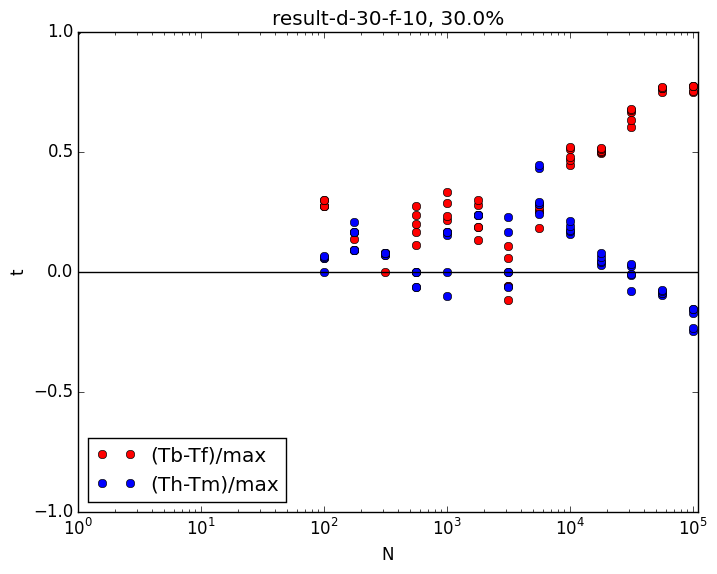 result-d-30-f-10, 30.0%
1.0
0.5
0.0
−0.5
−1.0
t
(Tb-Tf)/max
(Th-Tm)/max
10^0 10^1 10^2 10^3 10^4 10^5
N